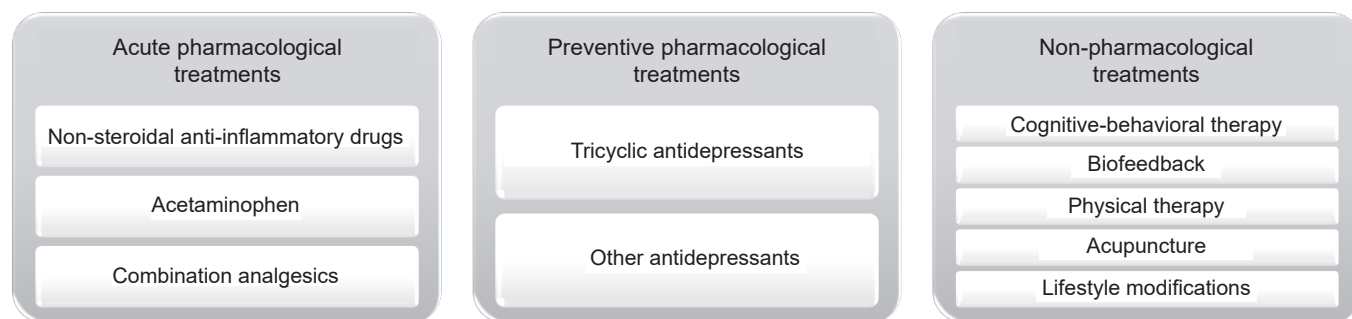 Acute pharmacological
treatments
Non-steroidal anti-inflammatory drugs
Acetaminophen
Combination analgesics
Preventive pharmacological
treatments
Tricyclic antidepressants
Other antidepressants
Non-pharmacological
treatments
Cognitive-behavioral therapy
Biofeedback
Physical therapy
Acupuncture
Lifestyle modifications